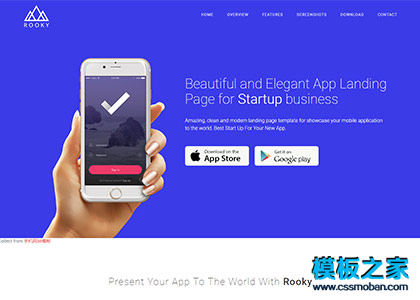 ROOKY
HOME OVERVIEW FEATURES SCREENSHOTS DOWNLOAD CONTACT
Beautiful and Elegant App Landing
Page for Startup business
Amazing, clean and modern landing page template for showcase your mobile application
to the world. Best Start Up For Your New App.
Download on the
App Store
Get it on
Google play
Sign In
Collect from
Present Your App To The World With Rooky
模板之家
www.cssmoban.com